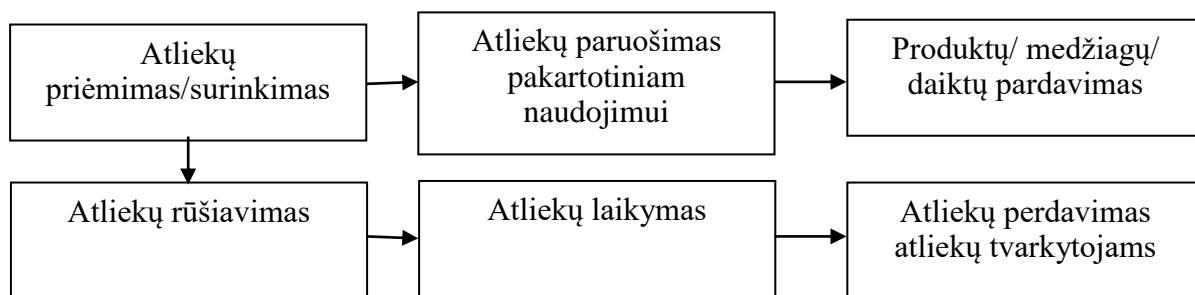 Atliekų
priėmimas/surinkimas
Atliekų paruošimas
pakartotiniam
naudojimui
Produktų/ medžiagų/
daiktų pardavimas
Atliekų rūšiavimas
Atliekų laikymas
Atliekų perdavimas
atliekų tvarkytojams